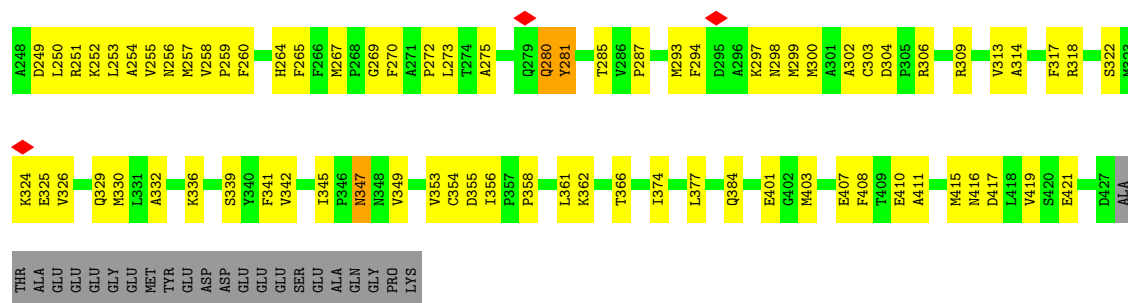 A248 D249 L250 R251 K252 L253 A254 V255 N256 M257 V258 P259 F260 H264 F265 F266 M267 P268 G269 F270 A271 P272 L273 T274 A275 Q279 Q280 Y281 T285 V286 P287 M293 F294 D295 A296 K297 N298 M299 M300 A301 A302 C303 D304 P305 R306 R309 V313 A314 F317 R318 S322 M323
K324 E325 V326 Q329 M330 L331 A332 K336 S339 Y340 F341 V342 I345 P346 N347 N348 V349 V353 C354 D355 I356 P357 P358 L361 K362 T366 I374 L377 Q384 E401 G402 M403 E407 F408 T409 E410 A411 M415 N416 D417 L418 V419 S420 E421 D427 ALA
THR ALA GLU GLU GLU GLY GLU MET TYR GLU ASP ASP GLU GLU GLU SER GLU ALA GLN GLY PRO LYS